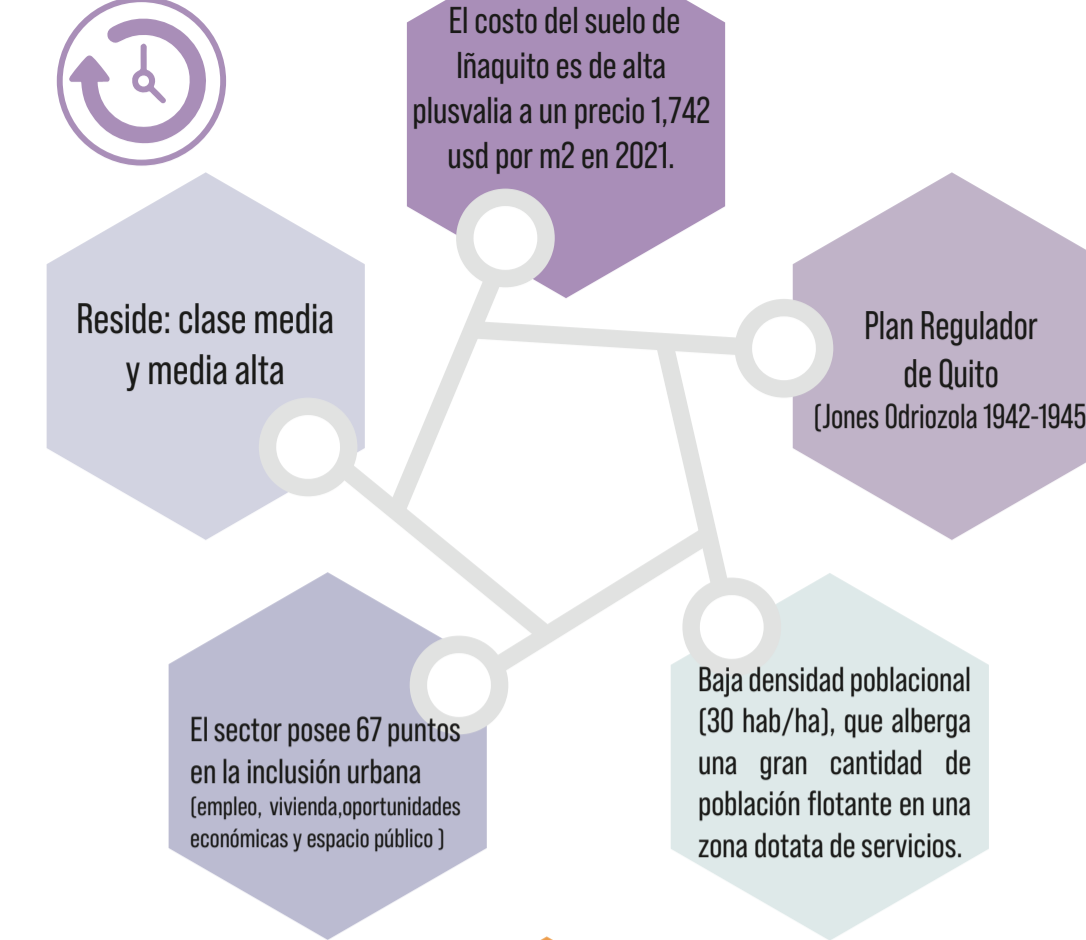 El costo del suelo de
Iñaquito es de alta
plusvalia a un precio 1,742
usd por m2 en 2021.
Reside: clase media
y media alta
Plan Regulador
de Quito
(Jones Odriozola 1942-1945
El sector posee 67 puntos
en la inclusión urbana
(empleo, vivienda,oportunidades
económicas y espacio público )
Baja densidad poblacional
(30 hab/ha), que alberga
una gran cantidad de
población flotante en una
zona dotata de servicios.